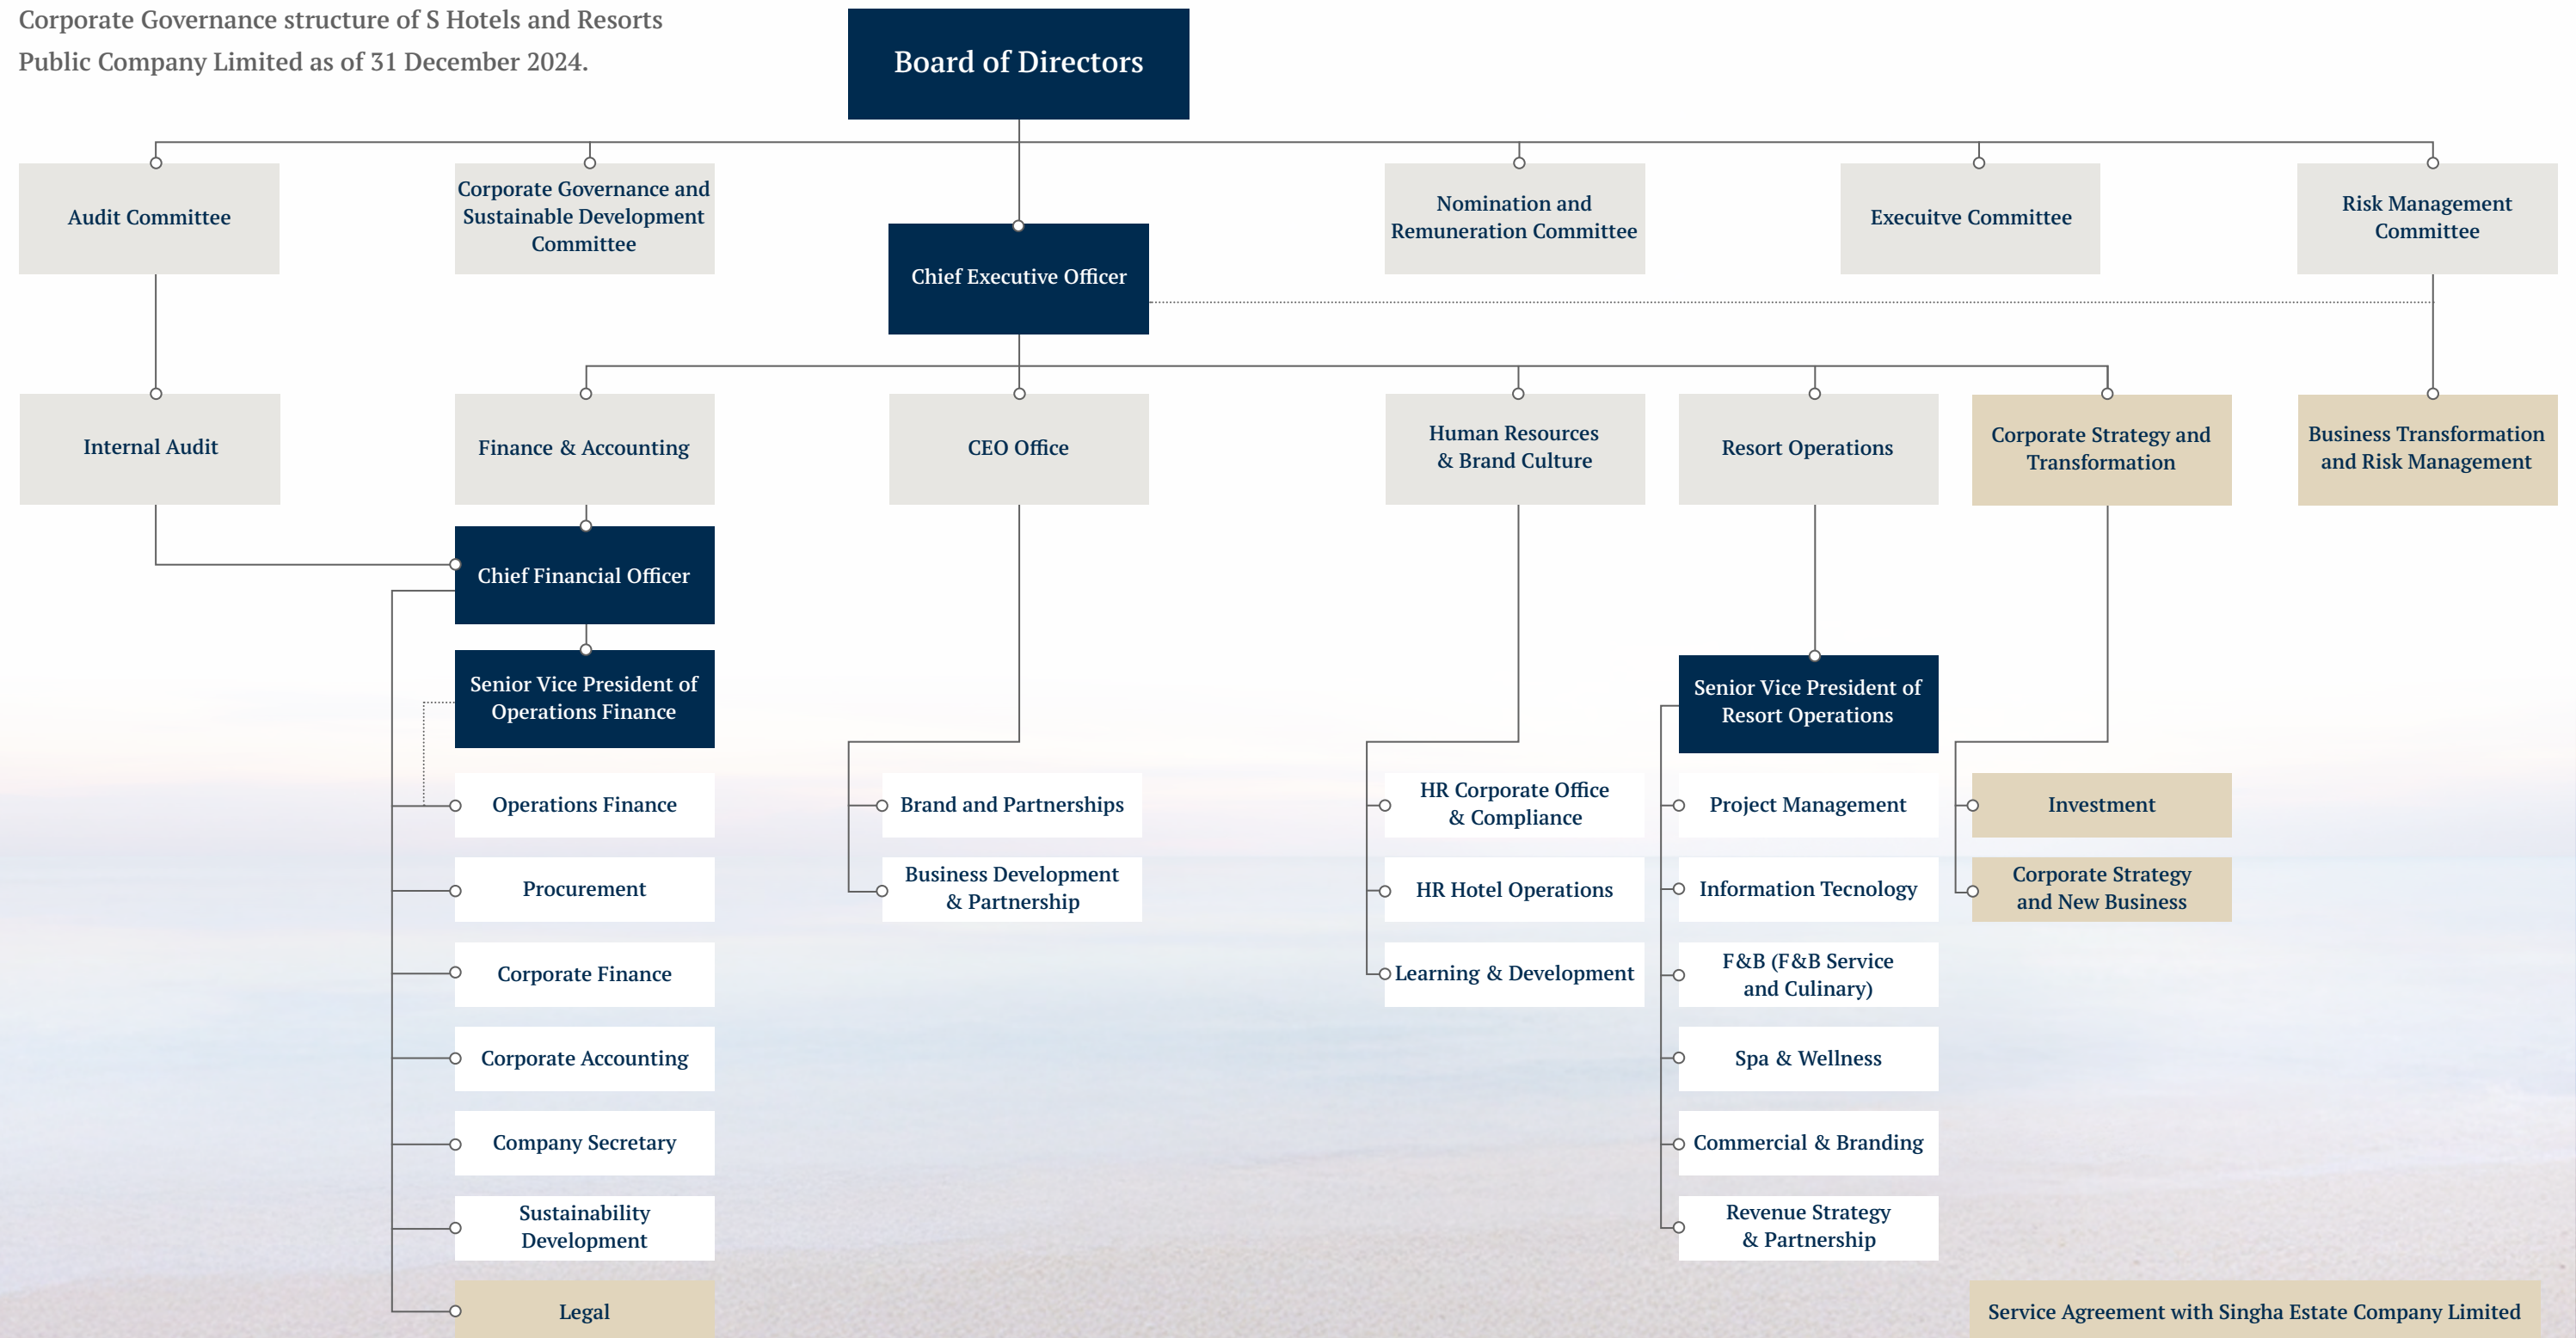 Corporate Governance structure of S Hotels and Resorts
Public Company Limited as of 31 December 2024.
Board of Directors
Audit Committee
Corporate Governance and
Sustainable Development
Committee
Chief Executive Officer
Nomination and
Remuneration Committee
Execuitve Committee
Risk Management
Committee
Internal Audit
Finance & Accounting
CEO Office
Human Resources
& Brand Culture
Resort Operations
Corporate Strategy and
Transformation
Business Transformation
and Risk Management
Chief Financial Officer
Senior Vice President of
Operations Finance
Operations Finance
Procurement
Corporate Finance
Corporate Accounting
Company Secretary
Sustainability
Development
Legal
Brand and Partnerships
Business Development
& Partnership
HR Corporate Office
& Compliance
HR Hotel Operations
Learning & Development
Senior Vice President of
Resort Operations
Project Management
Information Tecnology
F&B (F&B Service
and Culinary)
Spa & Wellness
Commercial & Branding
Revenue Strategy
& Partnership
Investment
Corporate Strategy
and New Business
Service Agreement with Singha Estate Company Limited